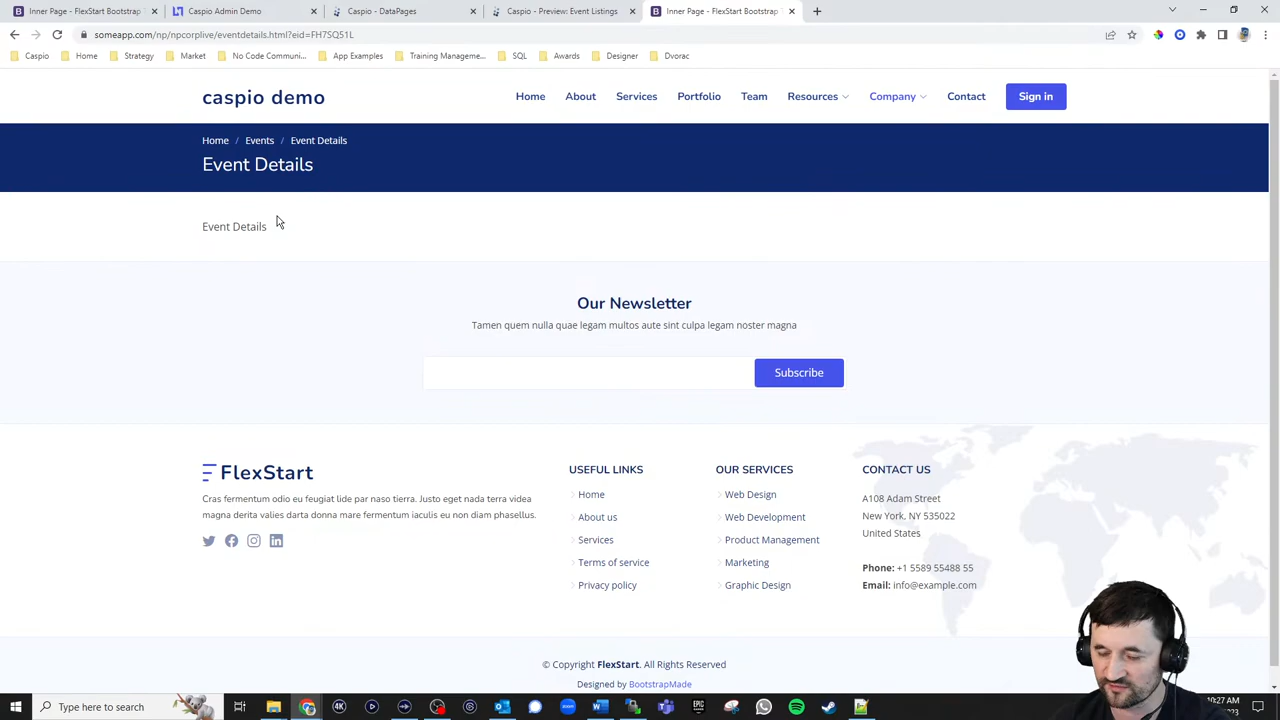 Inner Page - FlexStart Bootstrap
Caspio Admin Demo
Caspio - DataPages
Caspio - Preview: Event Listings
Inner Page - FlexStart Bootstrap
someapp.com/np/npcorplive/eventdetails.html?eid=FH7SQ51L
Caspio
Home
Strategy
Market
No Code Communi...
App Examples
Training Manageme...
SQL
Awards
Designer
Dvorac
caspio demo
Home
About
Services
Portfolio
Team
Resources
Company
Contact
Sign in
Home / Events / Event Details
Event Details
Event Details
Our Newsletter
Tamen quem nulla quae legam multos aute sint culpa legam noster magna
Subscribe
FlexStart
Cras fermentum odio eu feugiat lide par naso tierra. Justo eget nada terra videa
magna derita valies darta donna mare fermentum iaculis eu non diam phasellus.
USEFUL LINKS
Home
About us
Services
Terms of service
Privacy policy
OUR SERVICES
Web Design
Web Development
Product Management
Marketing
Graphic Design
CONTACT US
A108 Adam Street
New York, NY 535022
United States
Phone: +1 5589 55488 55
Email: info@example.com
© Copyright FlexStart. All Rights Reserved
Designed by BootstrapMade
Type here to search
10:27 AM